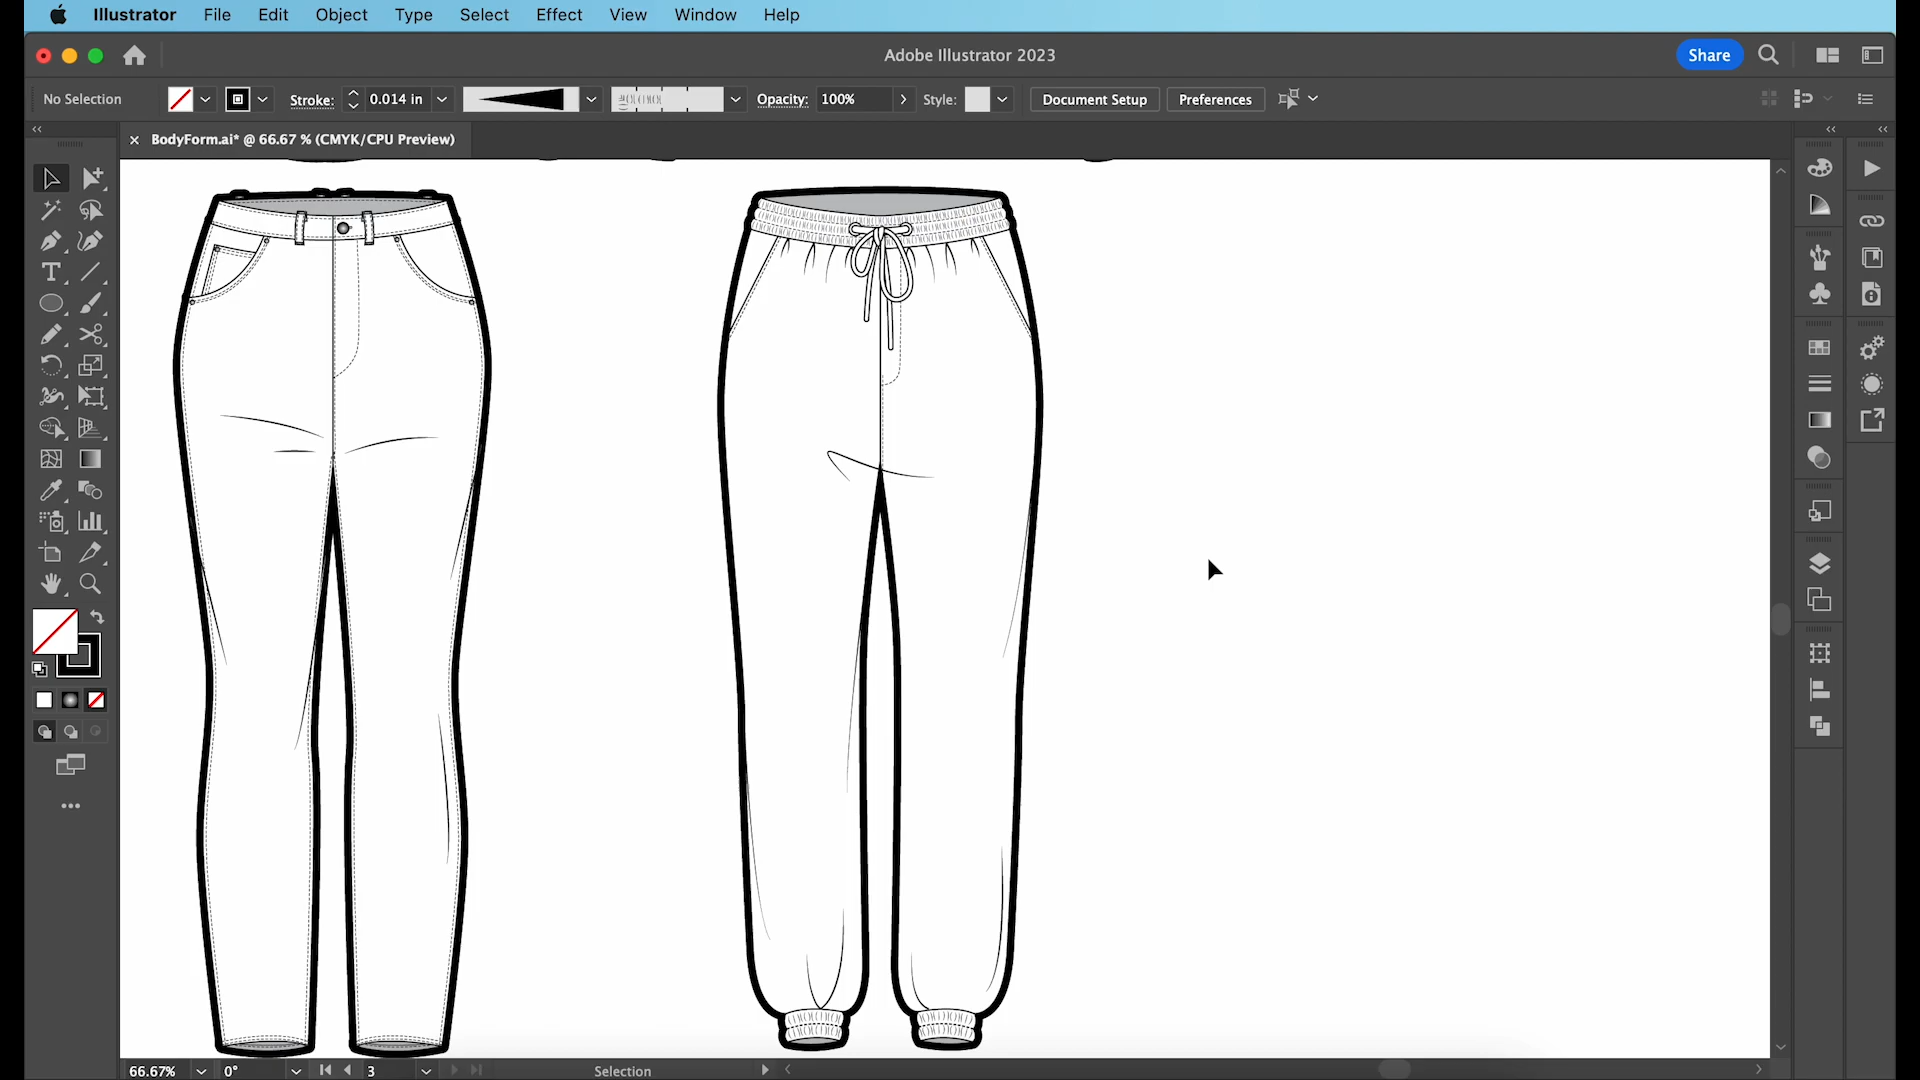 Illustrator File Edit Object Type Select Effect View Window Help
Adobe Illustrator 2023
Share
No Selection
Stroke: 0.014 in
Opacity: 100%
Style:
Document Setup
Preferences
BodyForm.ai* @ 66.67 % (CMYK/CPU Preview)
66.67%
0°
3
Selection